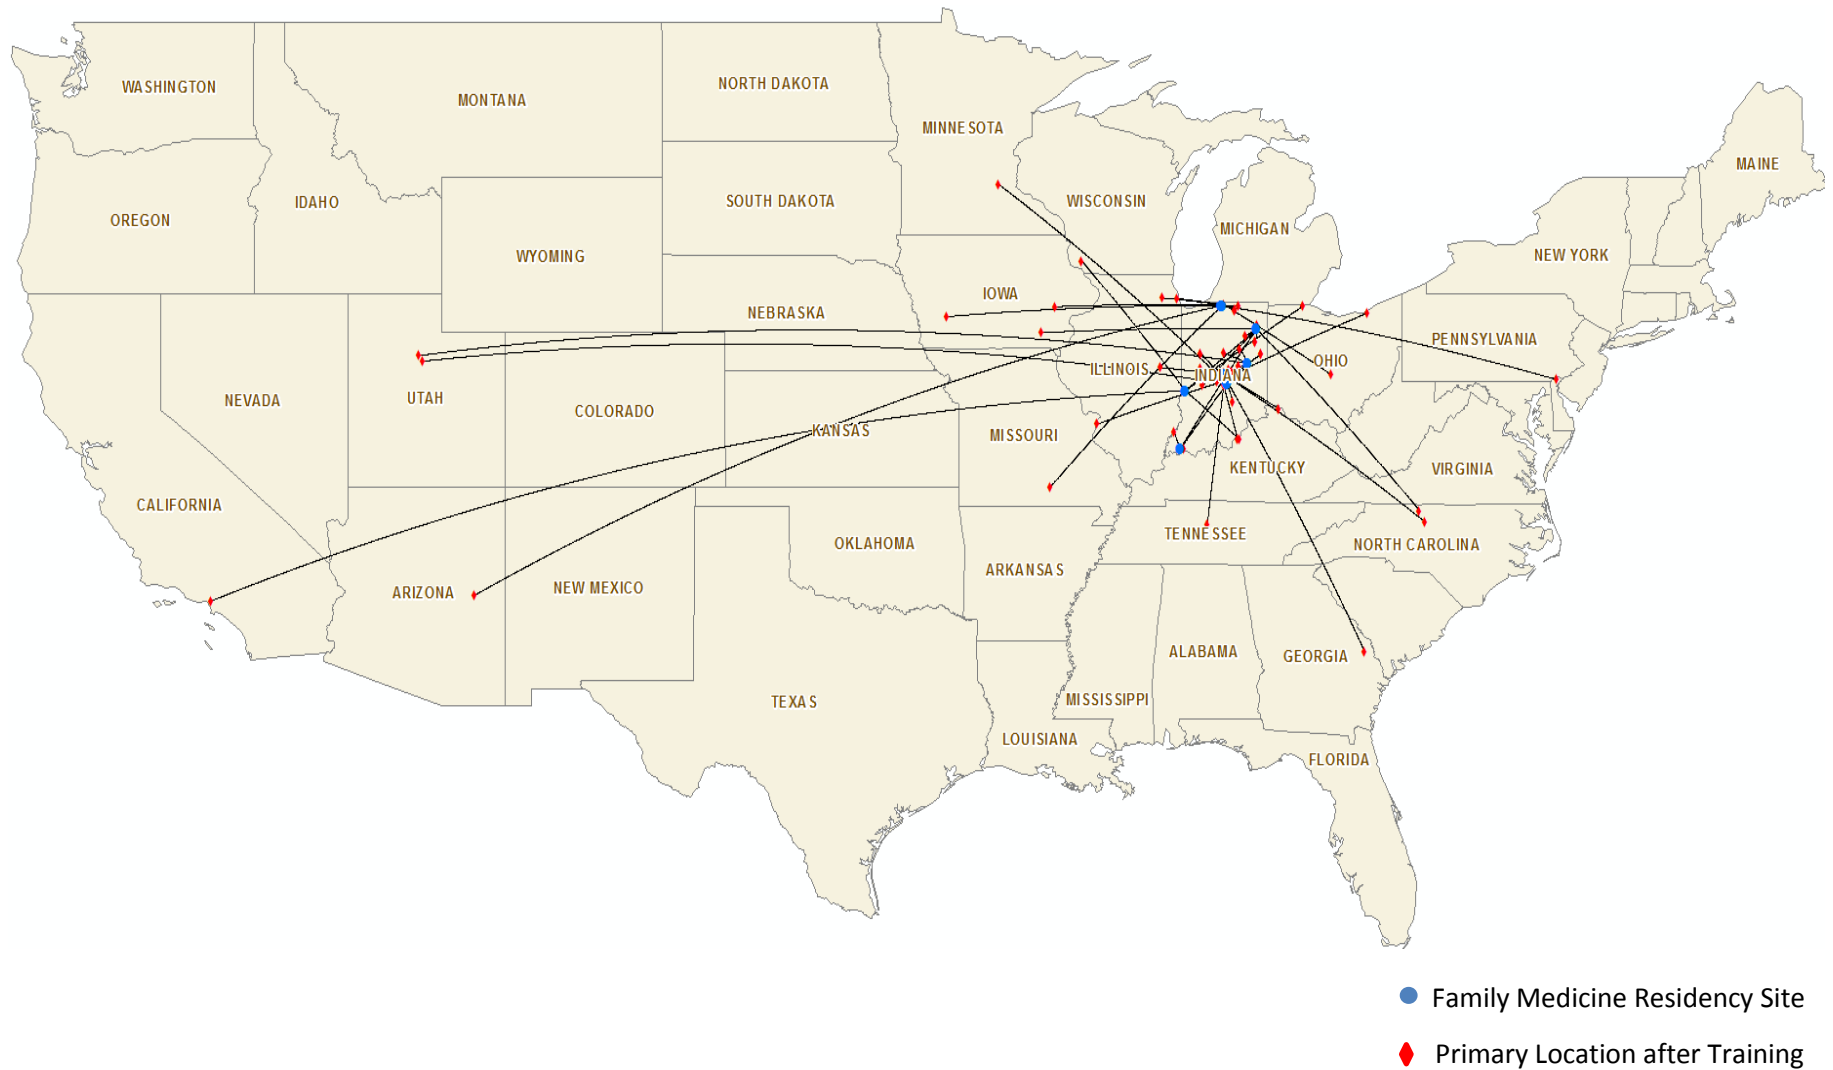 WASHINGTON
MONTANA
NORTH DAKOTA
MINNESOTA
MAINE
OREGON
IDAHO
SOUTH DAKOTA
WISCONSIN
MICHIGAN
NEW YORK
WYOMING
IOWA
NEBRASKA
PENNSYLVANIA
OHIO
ILLINOIS
INDIANA
NEVADA
UTAH
COLORADO
KANSAS
MISSOURI
KENTUCKY
VIRGINIA
CALIFORNIA
TENNESSEE
NORTH CAROLINA
OKLAHOMA
ARKANSAS
ARIZONA
NEW MEXICO
ALABAMA
GEORGIA
TEXAS
MISSISSIPPI
LOUISIANA
FLORIDA
Family Medicine Residency Site
Primary Location after Training